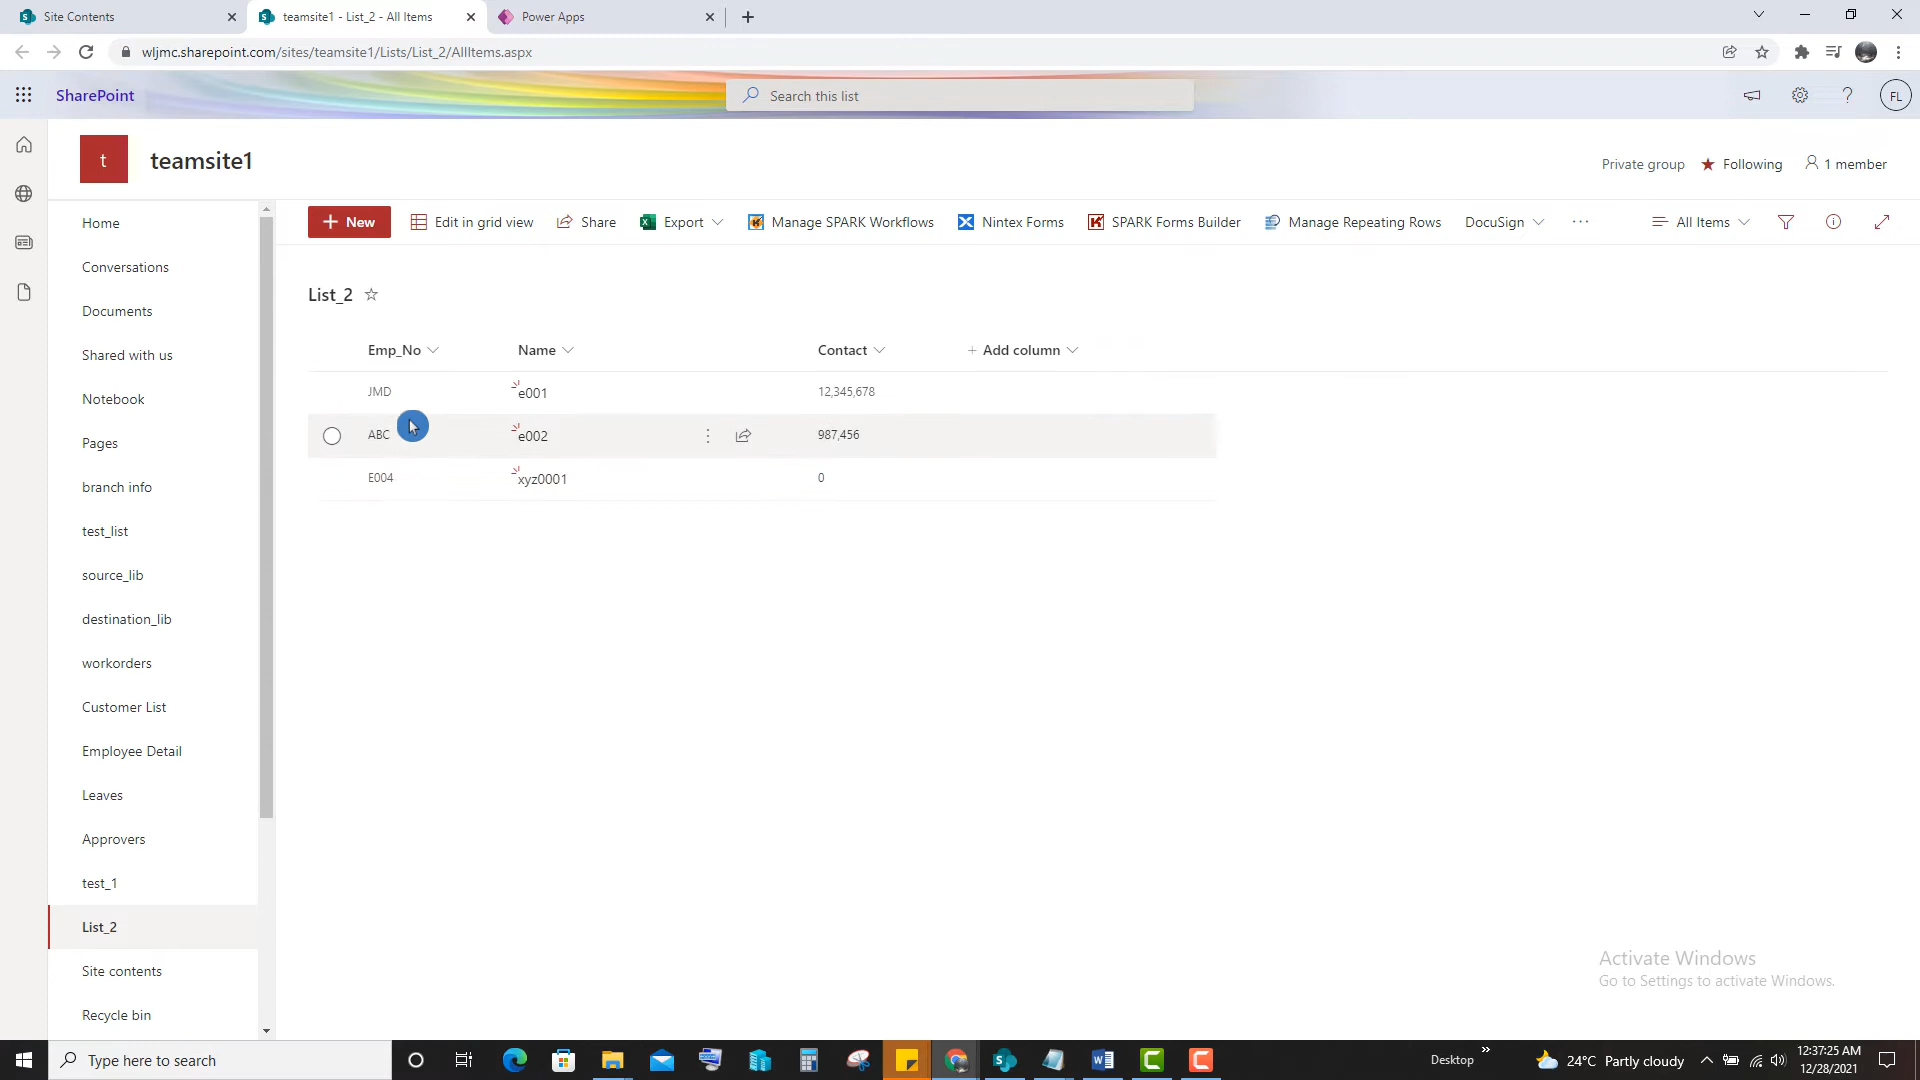 Site Contents
teamsite1 - List_2 - All Items
Power Apps
wljmc.sharepoint.com/sites/teamsite1/Lists/List_2/AllItems.aspx
SharePoint
Search this list
FL
t
teamsite1
Private group
Following
1 member
New
Edit in grid view
Share
Export
Manage SPARK Workflows
Nintex Forms
SPARK Forms Builder
Manage Repeating Rows
DocuSign
All Items
Home
Conversations
Documents
Shared with us
Notebook
Pages
branch info
test_list
source_lib
destination_lib
workorders
Customer List
Employee Detail
Leaves
Approvers
test_1
List_2
Site contents
Recycle bin
List_2
Emp_No Name Contact + Add column
JMD e001 12,345,678
ABC e002 987,456
E004 xyz0001 0
Activate Windows
Go to Settings to activate Windows.
Type here to search
Desktop
24°C Partly cloudy
12:37:25 AM
12/28/2021